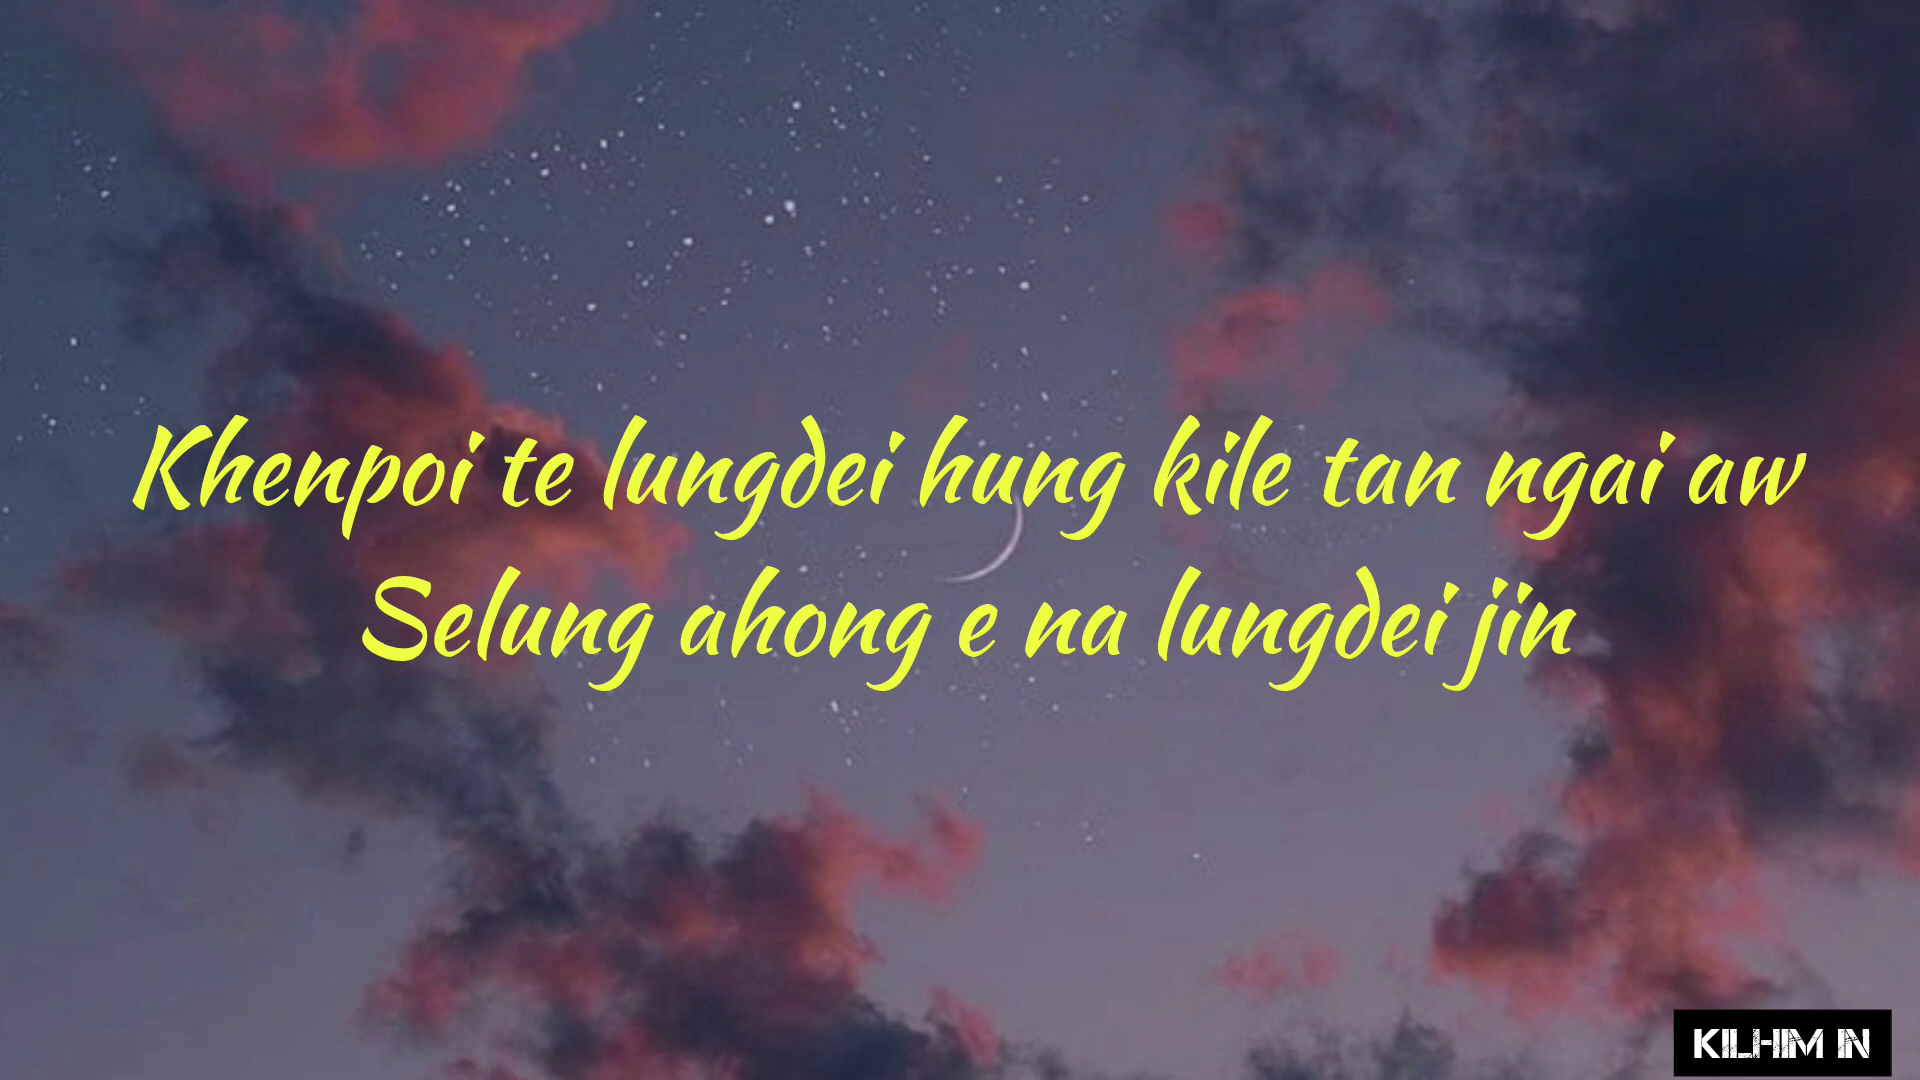 Khenpoi te lungdei hung kile tan ngai aw
Selung ahong e na lungdei jin
KILHIM IN